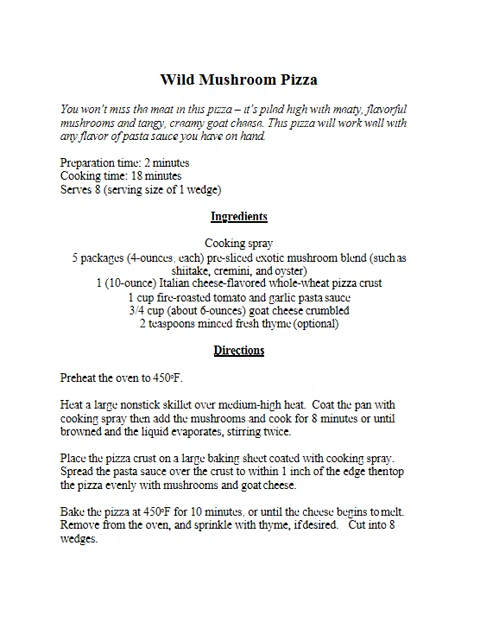 Wild Mushroom Pizza
You won't miss the meat in this pizza – it's piled high with meaty, flavorful
mushrooms and tangy, creamy goat cheese. This pizza will work well with
any flavor of pasta sauce you have on hand.
Preparation time: 2 minutes
Cooking time: 18 minutes
Serves 8 (serving size of 1 wedge)
Ingredients
Cooking spray
5 packages (4-ounces, each) pre-sliced exotic mushroom blend (such as
shiitake, cremini, and oyster)
1 (10-ounce) Italian cheese-flavored whole-wheat pizza crust
1 cup fire-roasted tomato and garlic pasta sauce
3/4 cup (about 6-ounces) goat cheese crumbled
2 teaspoons minced fresh thyme (optional)
Directions
Preheat the oven to 450ºF.
Heat a large nonstick skillet over medium-high heat.  Coat the pan with
cooking spray then add the mushrooms and cook for 8 minutes or until
browned and the liquid evaporates, stirring twice.
Place the pizza crust on a large baking sheet coated with cooking spray.
Spread the pasta sauce over the crust to within 1 inch of the edge then top
the pizza evenly with mushrooms and goat cheese.
Bake the pizza at 450ºF for 10 minutes, or until the cheese begins to melt.
Remove from the oven, and sprinkle with thyme, if desired.   Cut into 8
wedges.